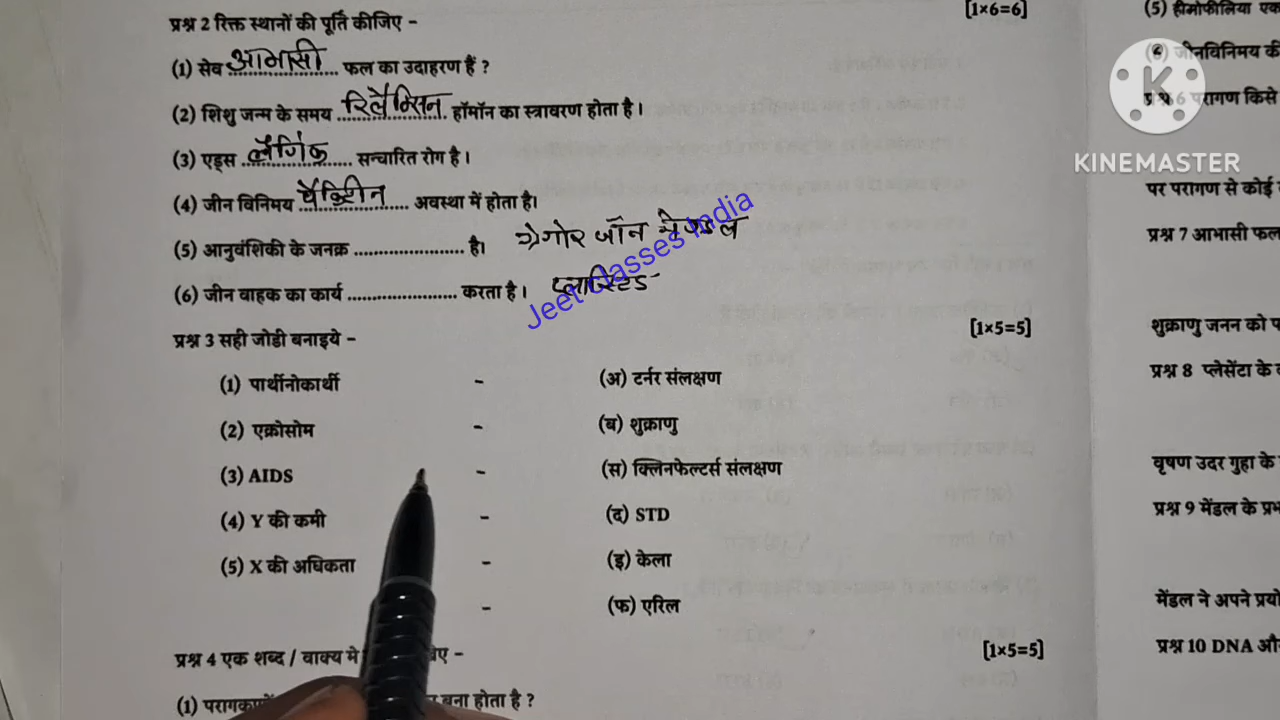 प्रश्न 2 रिक्त स्थानों की पूर्ति कीजिए – [1×6=6]
(1) सेव आभासी फल का उदाहरण हैं ?
(2) शिशु जन्म के समय रिलैक्सिन हॉर्मोन का स्त्रावरण होता है।
(3) एड्स लैंगिक सन्चारित रोग है।
(4) जीन विनिमय पैकिटीन अवस्था में होता है।
(5) आनुवंशिकी के जनक्र ...................... है। ग्रेगोर जॉन मेण्डल
(6) जीन वाहक का कार्य ...................... करता है। प्लास्टिड
Jeet Classes India
प्रश्न 3 सही जोडी बनाइये – [1×5=5]
(1) पार्थीनोकार्थी – (अ) टर्नर संलक्षण
(2) एक्रोसोम – (ब) शुक्राणु
(3) AIDS – (स) क्लिनफेल्टर्स संलक्षण
(4) Y की कमी – (द) STD
(5) X की अधिकता – (इ) केला
– (फ) एरिल
प्रश्न 4 एक शब्द / वाक्य मे – [1×5=5]
(1) बना होता है ?
(5) हीमोफीलिया एक
जीनविनिमय की
6 परागण किसे
पर परागण से कोई
प्रश्न 7 आभासी फल
शुक्राणु जनन को
प्रश्न 8 प्लेसेंटा के
वृषण उदर गुहा के
प्रश्न 9 मेंडल के
मेंडल ने अपने
प्रश्न 10 DNA
K
KINEMASTER